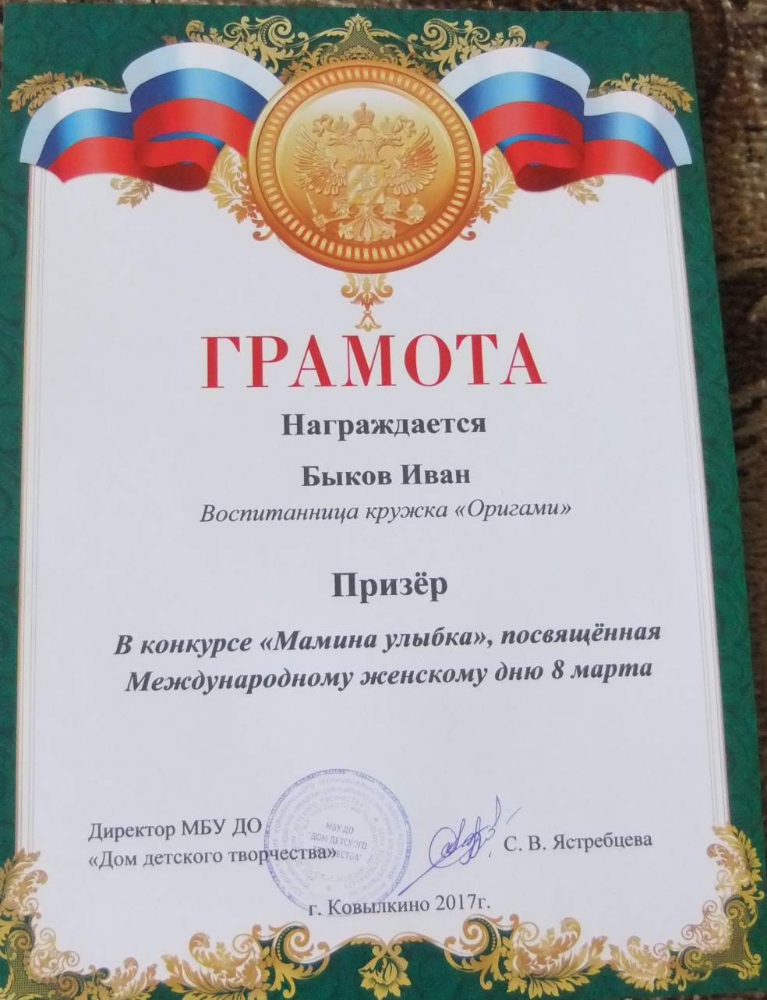 ГРАМОТА
Награждается
Быков Иван
Воспитанница кружка «Оригами»
Призёр
В конкурсе «Мамина улыбка», посвящённая
Международному женскому дню 8 марта
Директор МБУ ДО
«Дом детского творчества»
МБУ ДО
"ДОМ ДЕТСКОГО
ТВОРЧЕСТВА"
С. В. Ястребцева
г. Ковылкино 2017г.